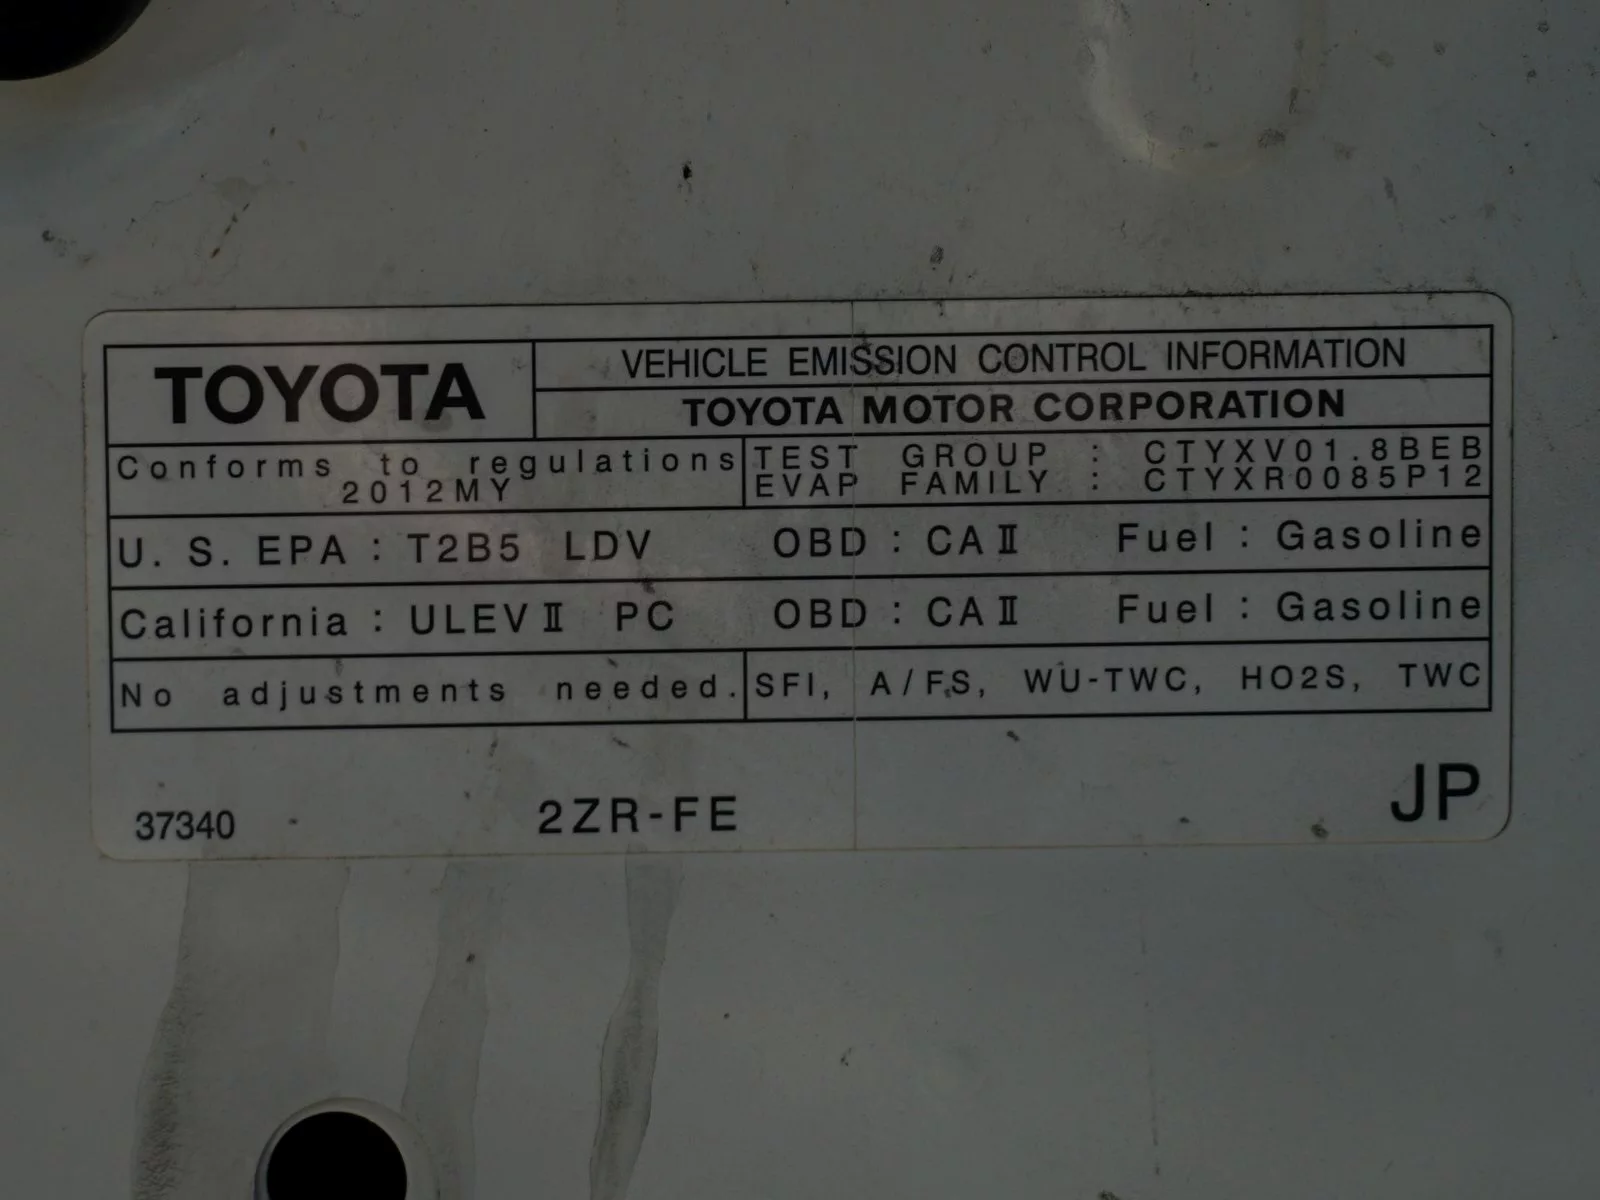 TOYOTA
VEHICLE EMISSION CONTROL INFORMATION
TOYOTA MOTOR CORPORATION
Conforms to regulations
2012MY
TEST GROUP : CTYXV01.8BEB
EVAP FAMILY : CTYXR0085P12
U. S. EPA : T2B5 LDV OBD : CAⅡ Fuel : Gasoline
California : ULEVⅡ PC OBD : CAⅡ Fuel : Gasoline
No adjustments needed.
SFI, A/FS, WU-TWC, HO2S, TWC
37340 2ZR-FE JP